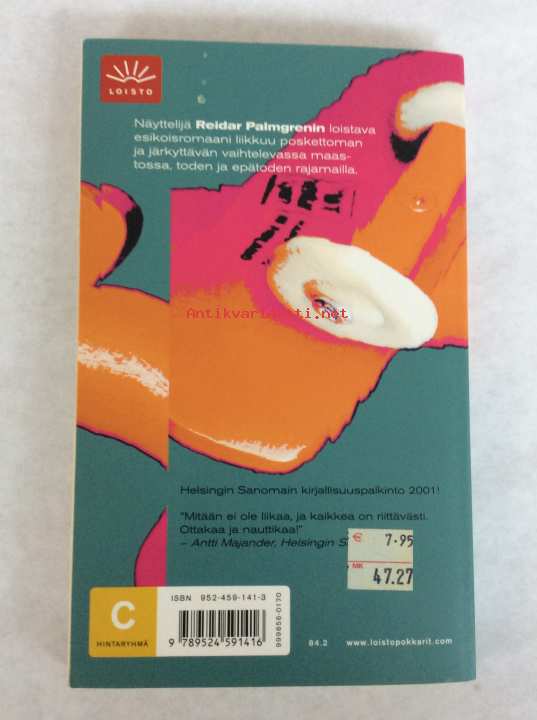 LOISTO
Näyttelijä Reidar Palmgrenin loistava
esikoisromaani liikkuu poskettoman
ja järkyttävän vaihtelevassa maas-
tossa, toden ja epätoden rajamailla.
Antikvariaatti.net
Helsingin Sanomain kirjallisuuspalkinto 2001!
"Mitään ei ole liikaa, ja kaikkea on riittävästi.
Ottakaa ja nauttikaa!"
– Antti Majander, Helsingin S
€ 7.95
MK 47.27
C
HINTARYHMÄ
ISBN 952-459-141-3
9 789524 591416
999858-0170
84.2
www.loistopokkarit.com